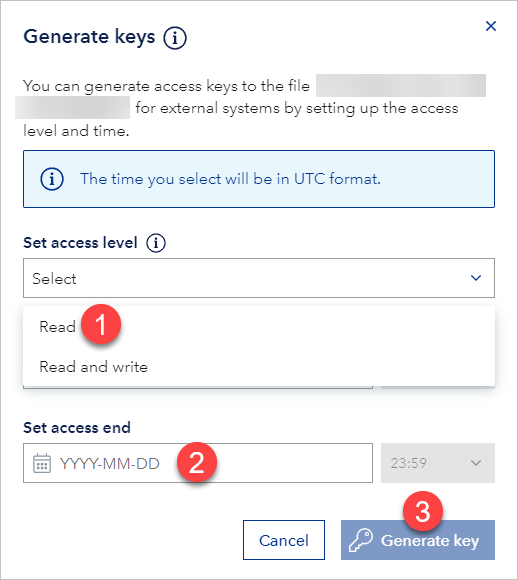 Generate keys
You can generate access keys to the file
for external systems by setting up the access
level and time.
The time you select will be in UTC format.
Set access level
Select
Read 1
Read and write
Set access end
YYYY-MM-DD 2 23:59
3
Cancel Generate key